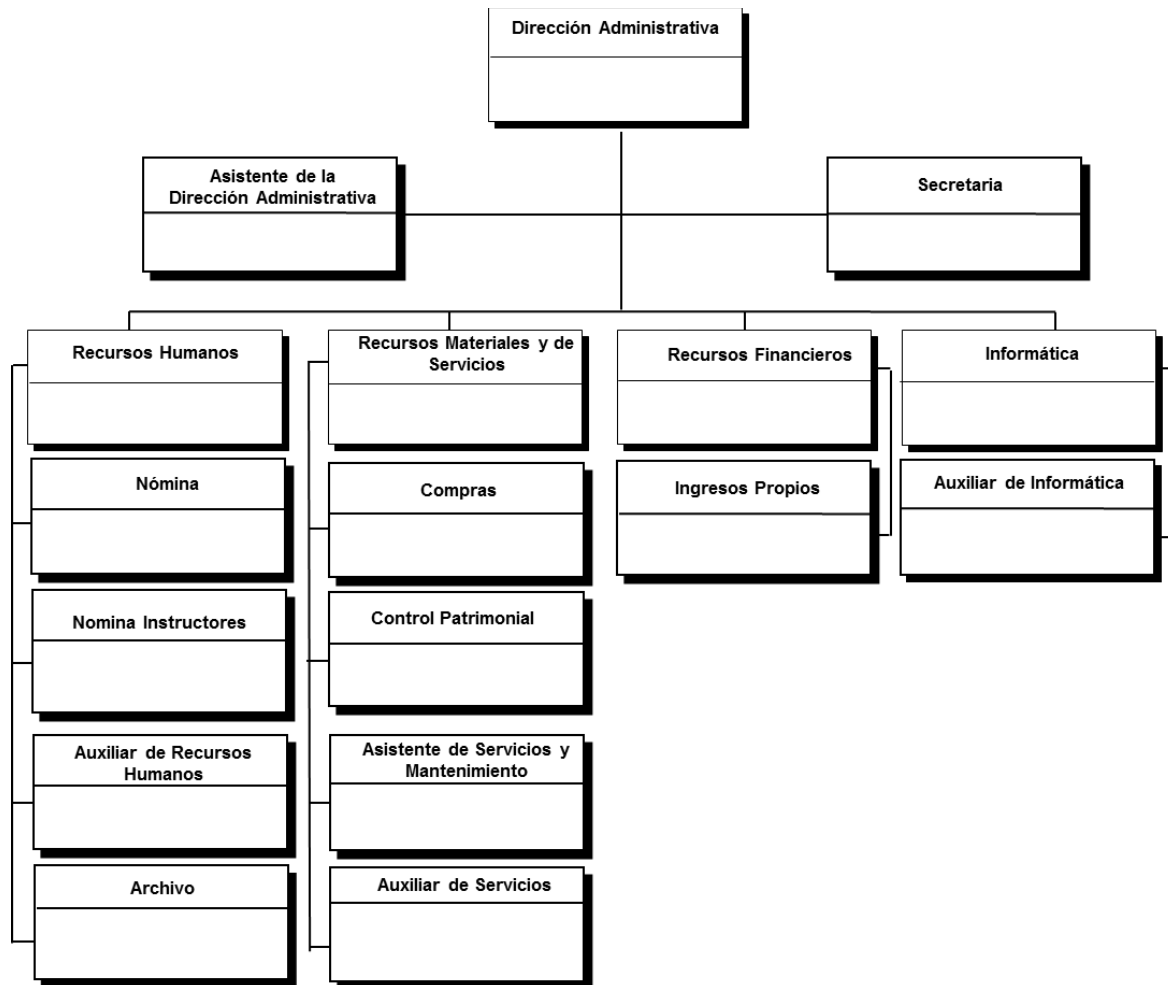 Dirección Administrativa
Asistente de la
Dirección Administrativa
Secretaria
Recursos Humanos
Recursos Materiales y de
Servicios
Recursos Financieros
Informática
Nómina
Compras
Ingresos Propios
Auxiliar de Informática
Nomina Instructores
Control Patrimonial
Auxiliar de Recursos
Humanos
Asistente de Servicios y
Mantenimiento
Archivo
Auxiliar de Servicios